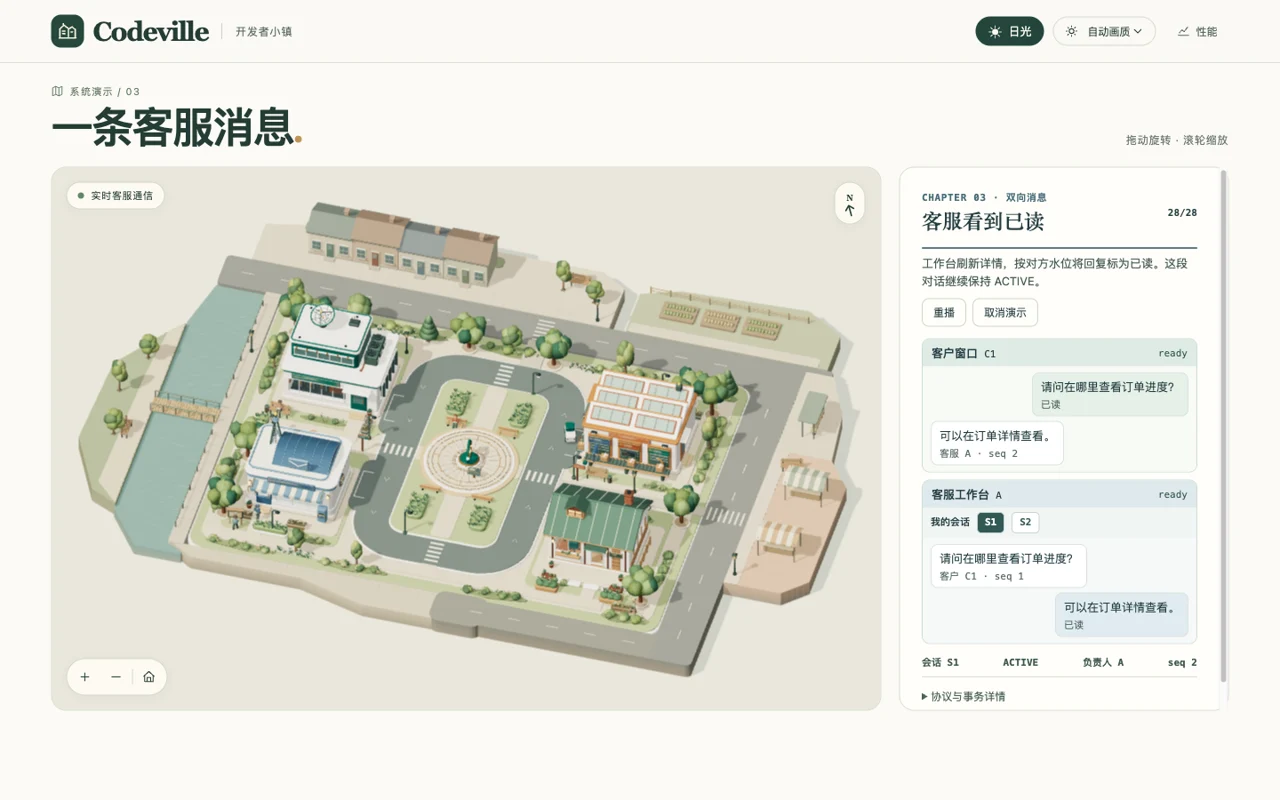 Codeville
开发者小镇
日光
自动画质
性能
系统演示 / 03
一条客服消息.
拖动旋转 · 滚轮缩放
实时客服通信
N
CHAPTER 03 · 双向消息
客服看到已读
28/28
工作台刷新详情，按对方水位将回复标为已读。这段
对话继续保持 ACTIVE。
重播
取消演示
客户窗口 C1
ready
请问在哪里查看订单进度？
已读
可以在订单详情查看。
客服 A · seq 2
客服工作台 A
ready
我的会话
S1
S2
请问在哪里查看订单进度？
客户 C1 · seq 1
可以在订单详情查看。
已读
会话 S1
ACTIVE
负责人 A
seq 2
协议与事务详情